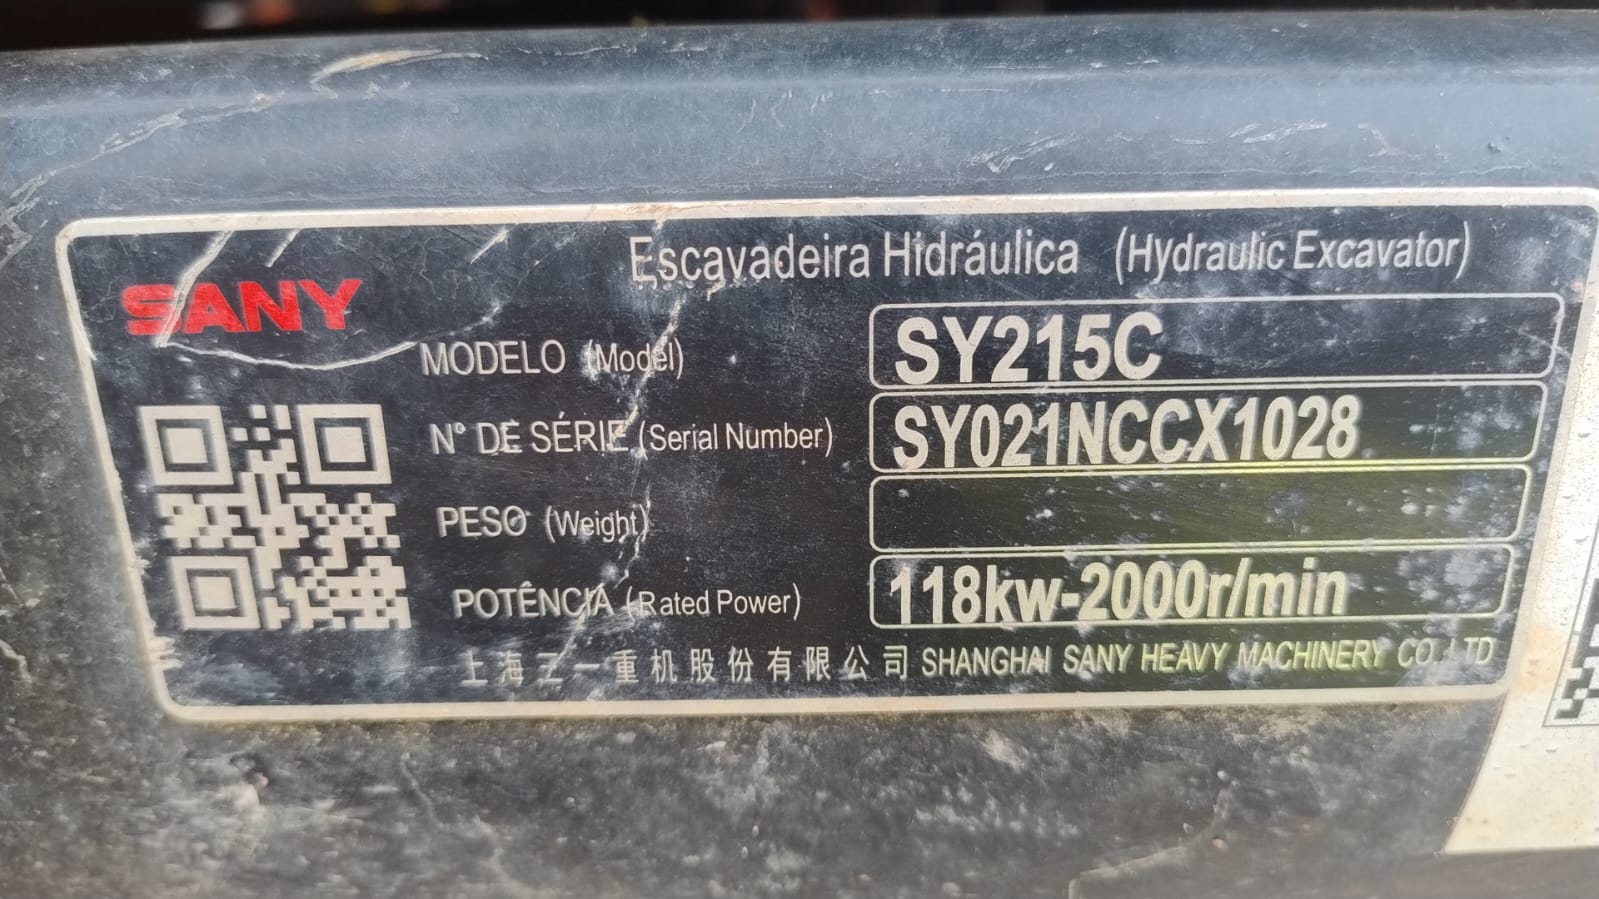 Escavadeira Hidráulica (Hydraulic Excavator)
SANY
MODELO (Model) SY215C
N° DE SÉRIE (Serial Number) SY021NCCX1028
PESO (Weight)
POTÊNCIA (Rated Power) 118kw-2000r/min
上海三一重机股份有限公司 SHANGHAI SANY HEAVY MACHINERY CO.,LTD